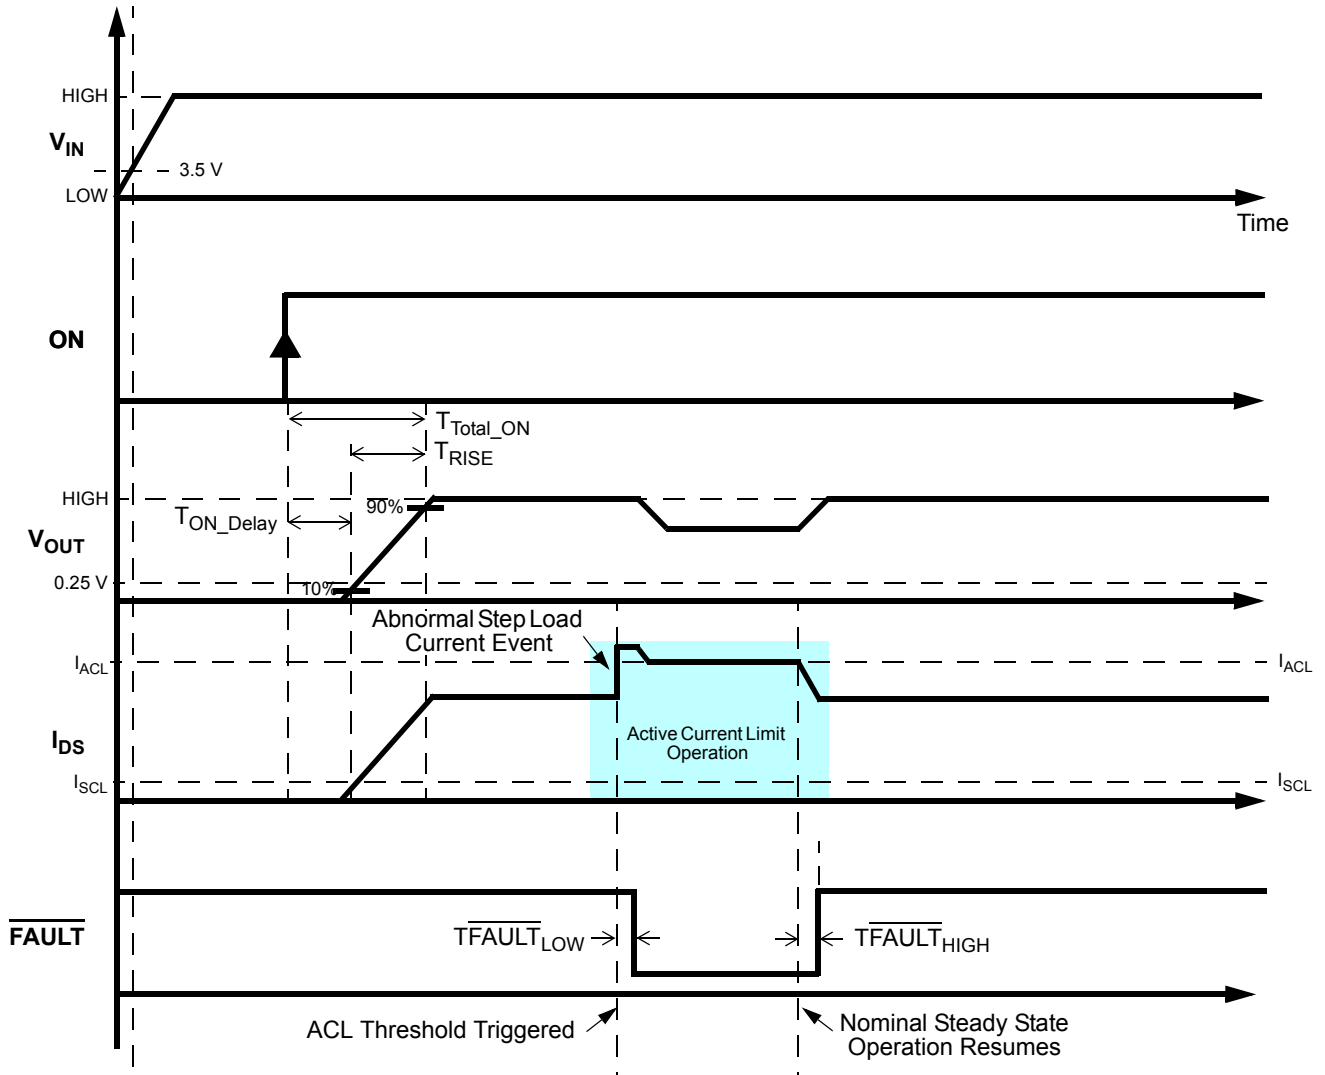 HIGH
VIN
3.5 V
LOW
Time
ON
TTotal_ON
TRISE
HIGH
90%
TON_Delay
VOUT
0.25 V
10%
Abnormal Step Load
Current Event
IACL
IACL
IDS
Active Current Limit
Operation
ISCL
ISCL
FAULT
TFAULTLOW
TFAULTHIGH
ACL Threshold Triggered
Nominal Steady State
Operation Resumes